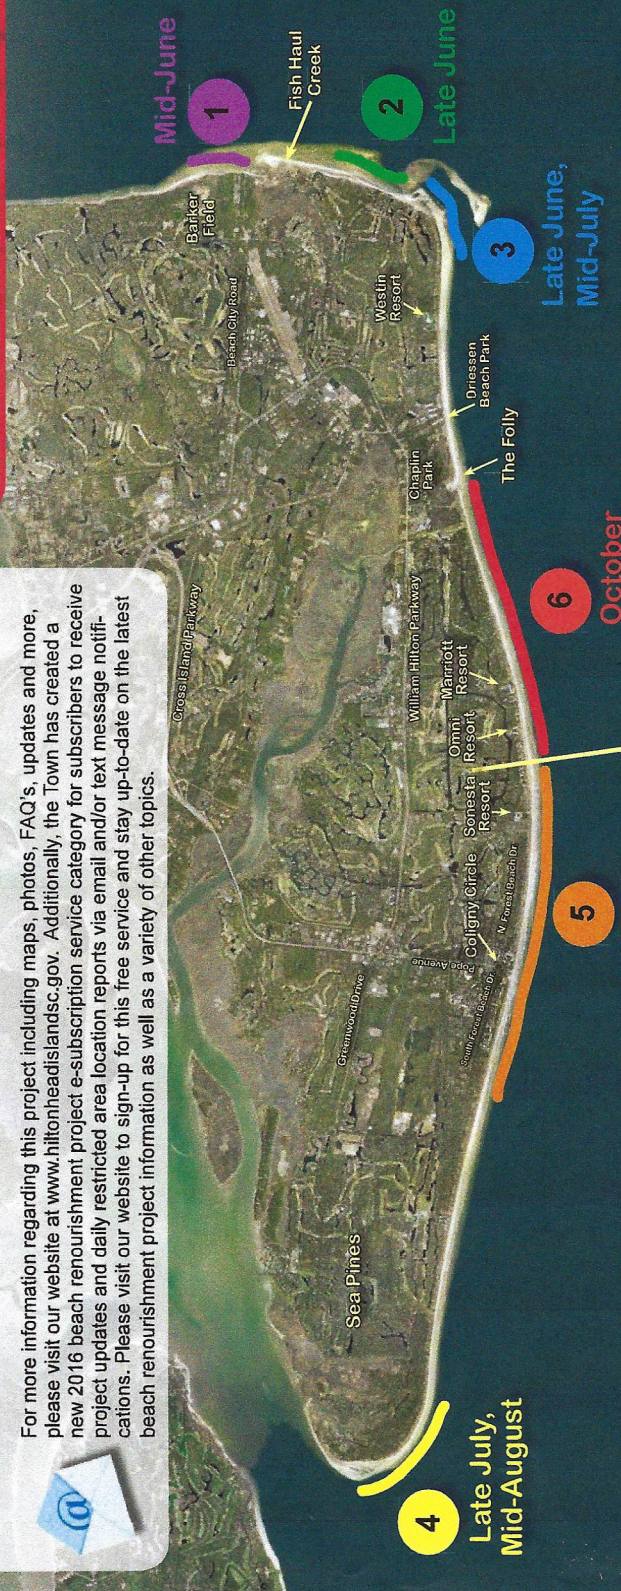 For more information regarding this project including maps, photos, FAQ's, updates and more,
please visit our website at www.hiltonheadislandsc.gov. Additionally, the Town has created a
new 2016 beach renourishment project e-subscription service category for subscribers to receive
project updates and daily restricted area location reports via email and/or text message notifi-
cations. Please visit our website to sign-up for this free service and stay up-to-date on the latest
beach renourishment project information as well as a variety of other topics.
@
Mid-June
1
Fish Haul
Creek
2
Late June
3
Late June,
Mid-July
Barker
Field
Beach City Road
Westin
Resort
Driessen
Beach Park
The Folly
Chaplin
Park
Cross Island Parkway
William Hilton Parkway
Marriott
Resort
Omni
Resort
Sonesta
Resort
6
October
5
Coligny Circle
N Forest Beach Dr
Pope Avenue
South Forest Beach Dr
Greenwood Drive
Sea Pines
4
Late July,
Mid-August